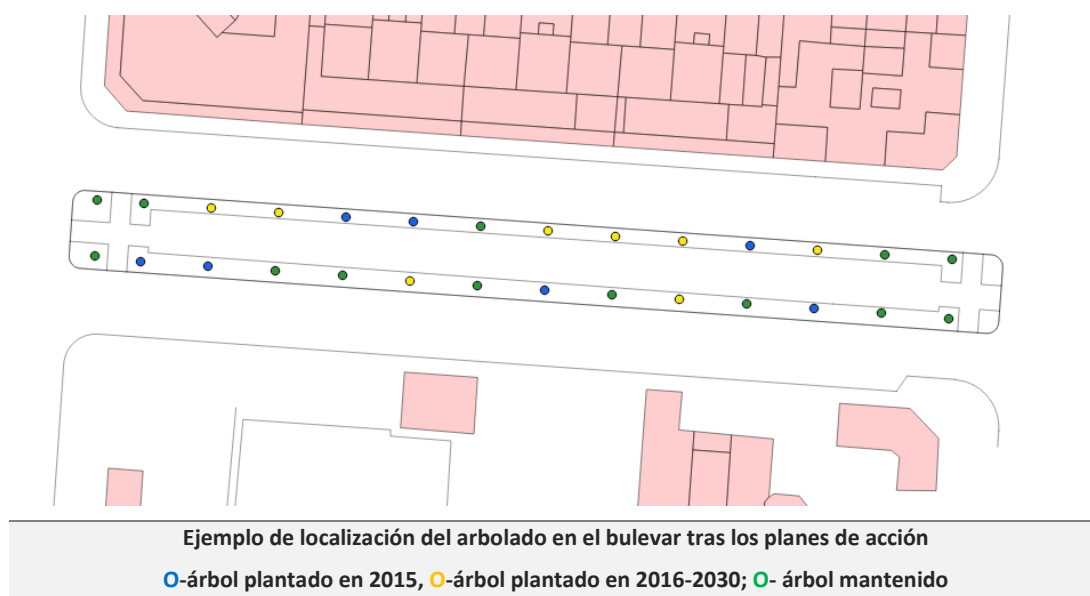 Ejemplo de localización del arbolado en el bulevar tras los planes de acción
O-árbol plantado en 2015, O-árbol plantado en 2016-2030; O- árbol mantenido